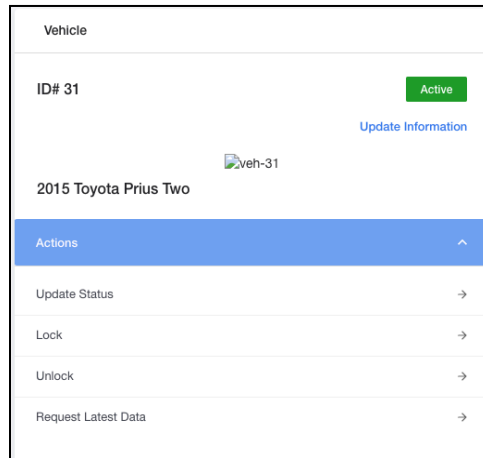 Vehicle
ID# 31
Active
Update Information
veh-31
2015 Toyota Prius Two
Actions
Update Status
Lock
Unlock
Request Latest Data